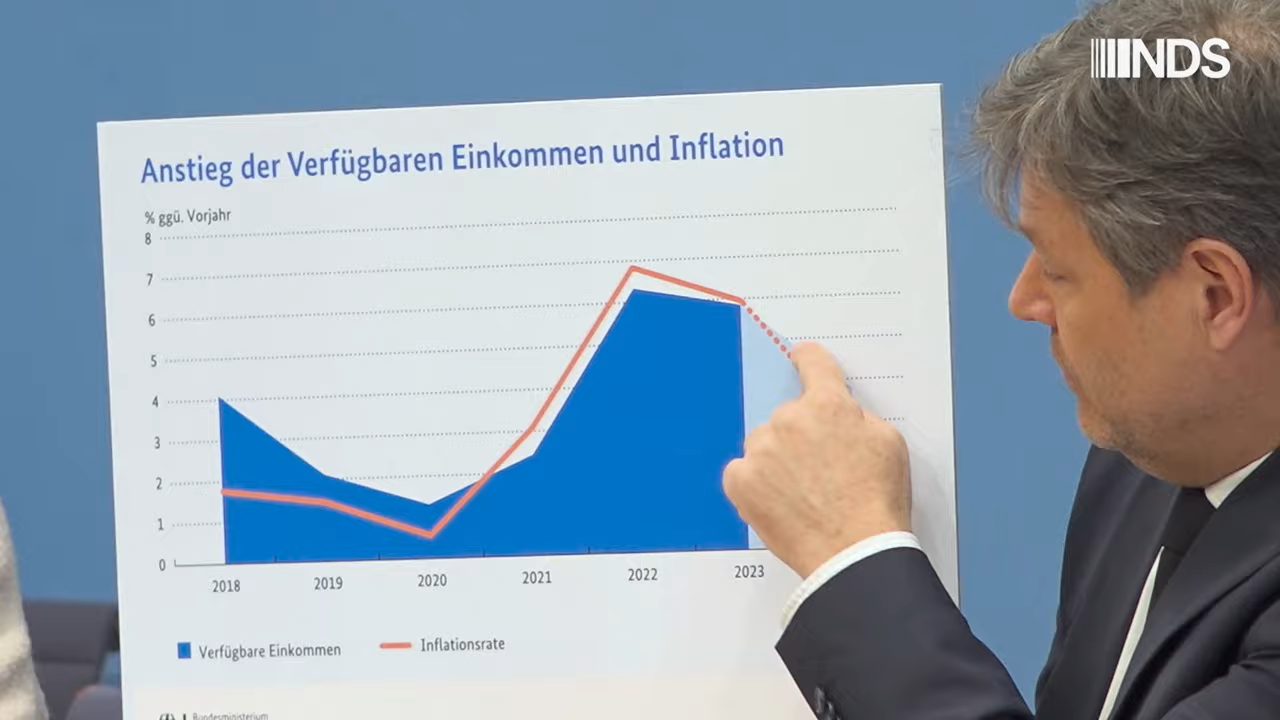 NDS
Anstieg der Verfügbaren Einkommen und Inflation
% ggü. Vorjahr
8
7
6
5
4
3
2
1
0
2018 2019 2020 2021 2022 2023
Verfügbare Einkommen Inflationsrate
Bundesministerium